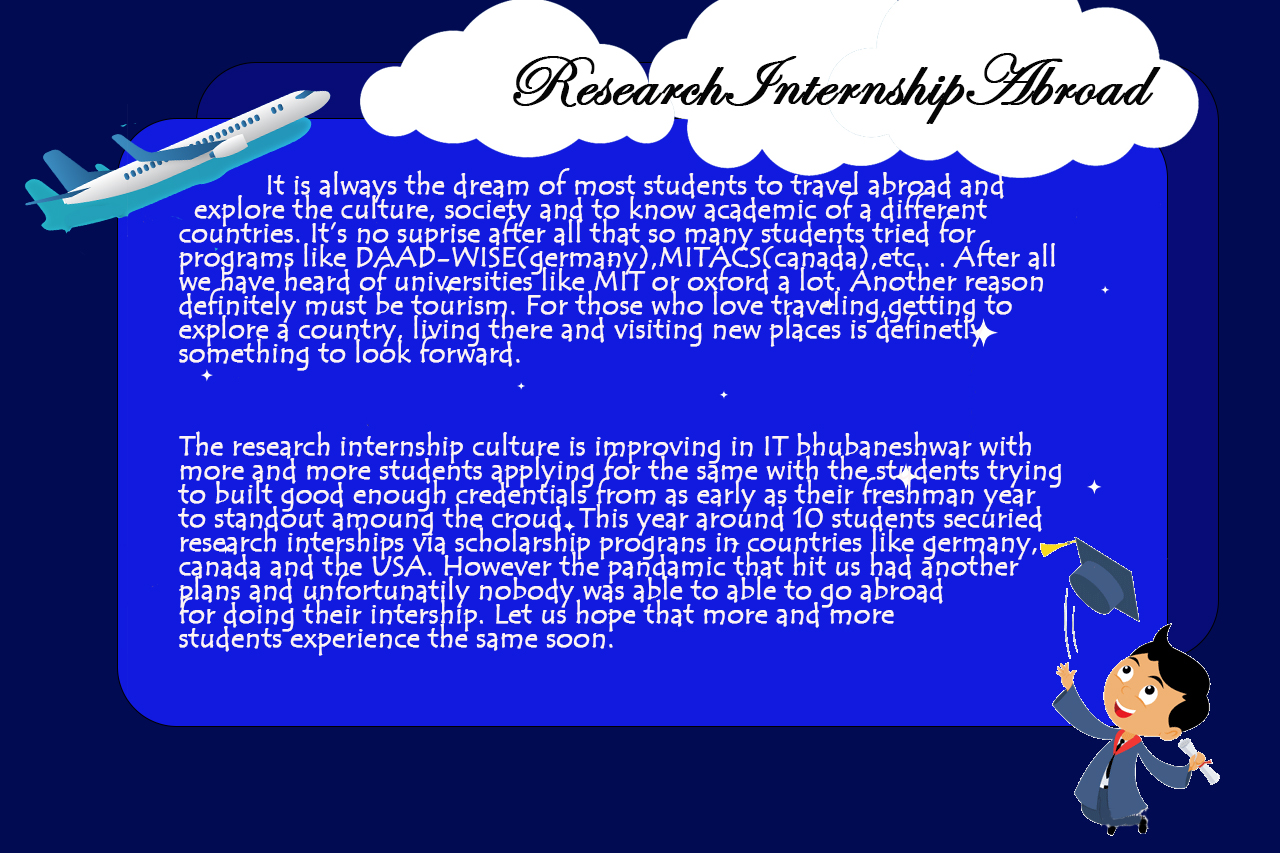 Research Internship Abroad
It is always the dream of most students to travel abroad and
explore the culture, society and to know academic of a different
countries. It's no suprise after all that so many students tried for
programs like DAAD-WISE(germany),MITACS(canada),etc.. . After all
we have heard of universities like MIT or oxford a lot. Another reason
definitely must be tourism. For those who love traveling,getting to
explore a country, living there and visiting new places is definetly
something to look forward.
The research internship culture is improving in IT bhubaneshwar with
more and more students applying for the same with the students trying
to built good enough credentials from as early as their freshman year
to standout amoung the croud. This year around 10 students securied
research interships via scholarship prograns in countries like germany,
canada and the USA. However the pandamic that hit us had another
plans and unfortunatily nobody was able to able to go abroad
for doing their intership. Let us hope that more and more
students experience the same soon.